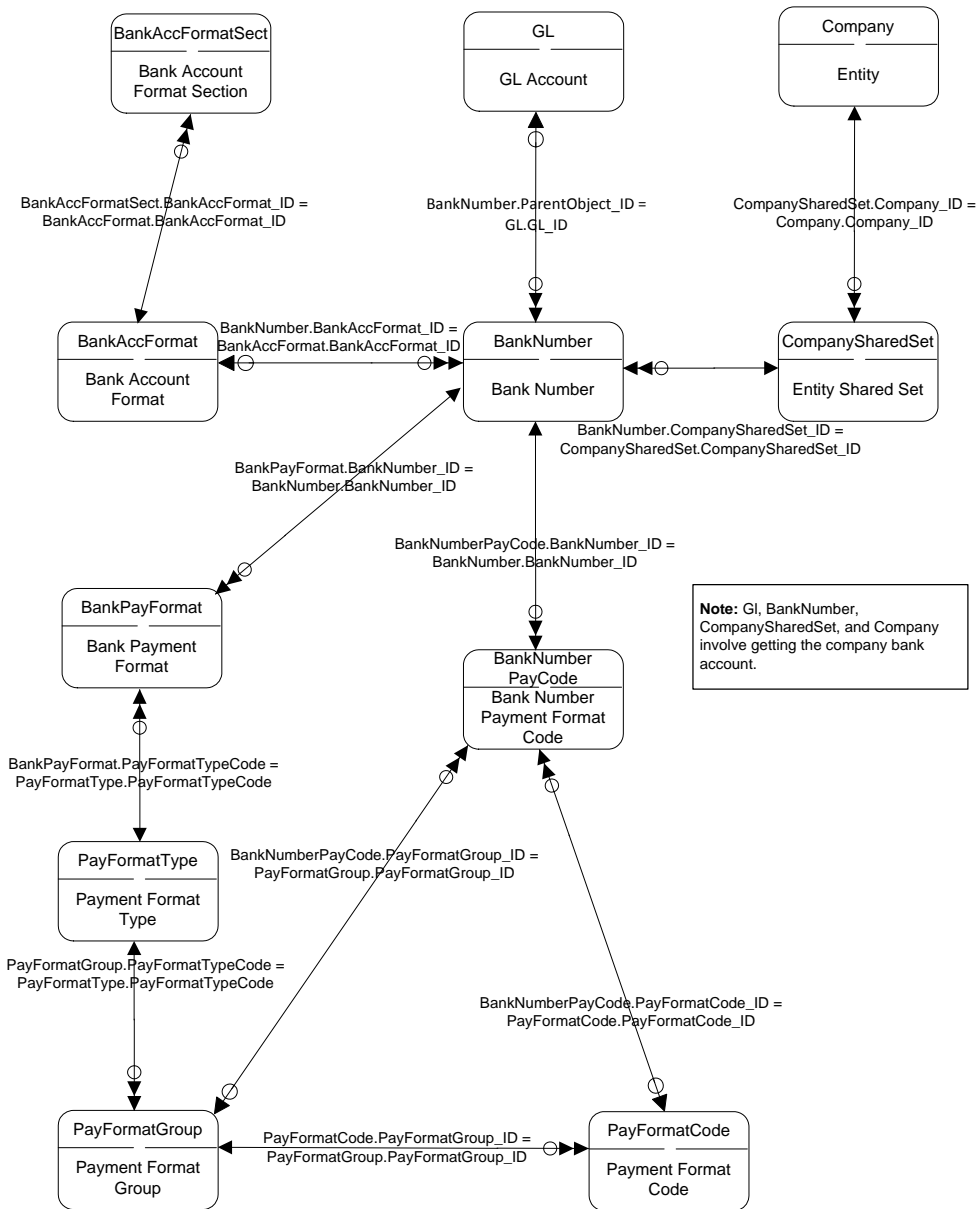 BankAccFormatSect
Bank Account
Format Section
GL
GL Account
Company
Entity
BankAccFormatSect.BankAccFormat_ID =
BankAccFormat.BankAccFormat_ID
BankNumber.ParentObject_ID =
GL.GL_ID
CompanySharedSet.Company_ID =
Company.Company_ID
BankAccFormat
Bank Account
Format
BankNumber.BankAccFormat_ID =
BankAccFormat.BankAccFormat_ID
BankNumber
Bank Number
CompanySharedSet
Entity Shared Set
BankNumber.CompanySharedSet_ID =
CompanySharedSet.CompanySharedSet_ID
BankPayFormat.BankNumber_ID =
BankNumber.BankNumber_ID
BankNumberPayCode.BankNumber_ID =
BankNumber.BankNumber_ID
BankPayFormat
Bank Payment
Format
Note: Gl, BankNumber,
CompanySharedSet, and Company
involve getting the company bank
account.
BankNumber
PayCode
Bank Number
Payment Format
Code
BankPayFormat.PayFormatTypeCode =
PayFormatType.PayFormatTypeCode
PayFormatType
Payment Format
Type
BankNumberPayCode.PayFormatGroup_ID =
PayFormatGroup.PayFormatGroup_ID
PayFormatGroup.PayFormatTypeCode =
PayFormatType.PayFormatTypeCode
BankNumberPayCode.PayFormatCode_ID =
PayFormatCode.PayFormatCode_ID
PayFormatGroup
Payment Format
Group
PayFormatCode.PayFormatGroup_ID =
PayFormatGroup.PayFormatGroup_ID
PayFormatCode
Payment Format
Code